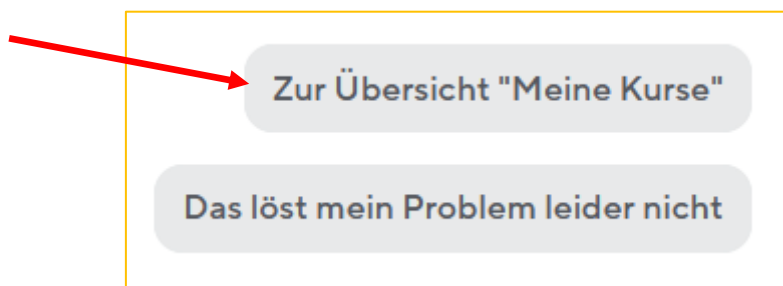 Zur Übersicht "Meine Kurse"
Das löst mein Problem leider nicht